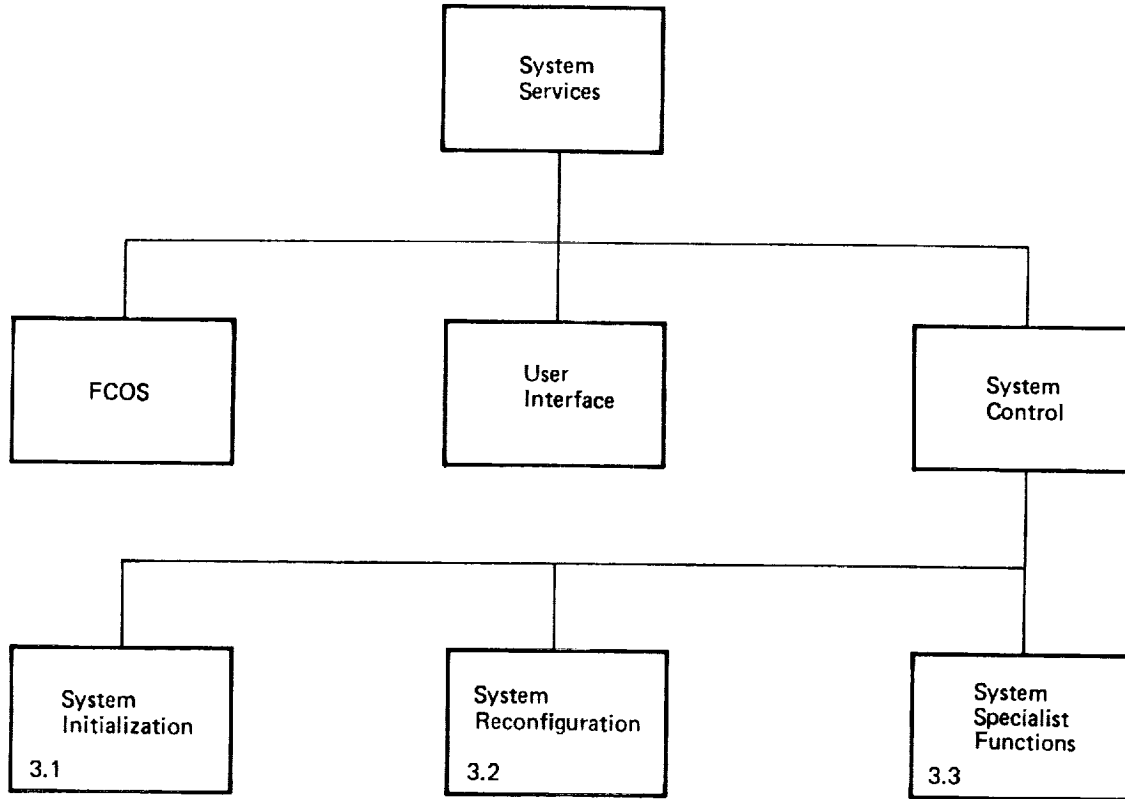 System
Services
FCOS
User
Interface
System
Control
System
Initialization
3.1
System
Reconfiguration
3.2
System
Specialist
Functions
3.3